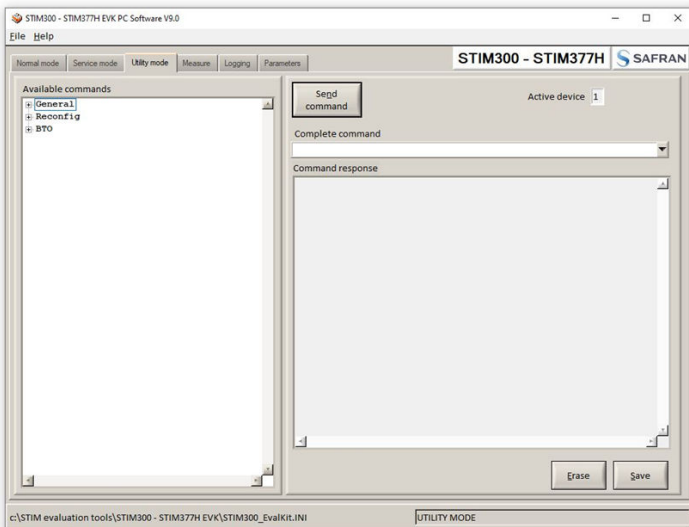 STIM300 - STIM377H EVK PC Software V9.0
File Help
Normal mode Service mode Utility mode Measure Logging Parameters
STIM300 - STIM377H SAFRAN
Available commands
General
Reconfig
BTO
Send
command
Active device 1
Complete command
Command response
Erase Save
c:\STIM evaluation tools\STIM300 - STIM377H EVK\STIM300_EvalKit.INI UTILITY MODE